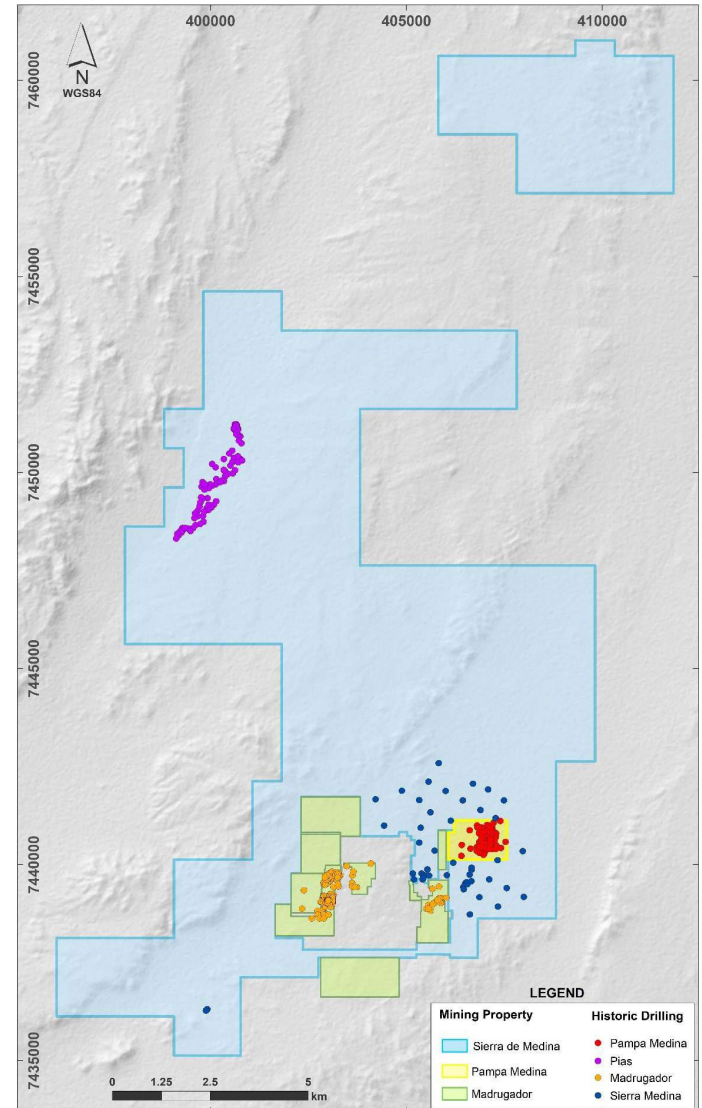 400000
405000
410000
N
WGS84
7460000
7455000
7450000
7445000
7440000
7435000
LEGEND
Mining Property
Sierra de Medina
Pampa Medina
Madrugador
Historic Drilling
Pampa Medina
Pias
Madrugador
Sierra Medina
0 1.25 2.5 5
km